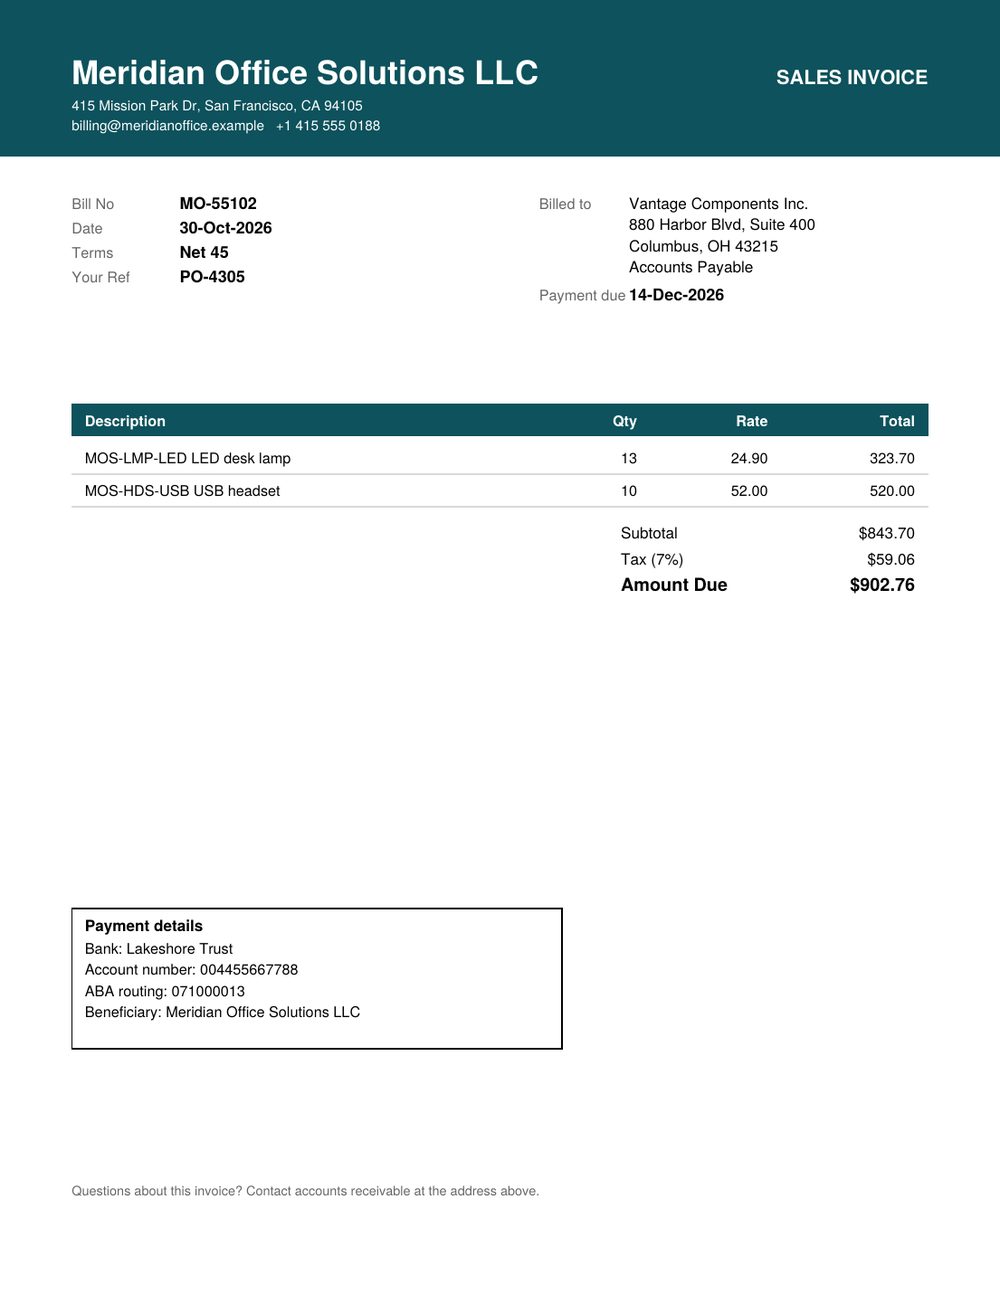 Meridian Office Solutions LLC
SALES INVOICE
415 Mission Park Dr, San Francisco, CA 94105
billing@meridianoffice.example +1 415 555 0188
Bill No MO-55102
Date 30-Oct-2026
Terms Net 45
Your Ref PO-4305
Billed to Vantage Components Inc.
880 Harbor Blvd, Suite 400
Columbus, OH 43215
Accounts Payable
Payment due 14-Dec-2026
Description Qty Rate Total
MOS-LMP-LED LED desk lamp 13 24.90 323.70
MOS-HDS-USB USB headset 10 52.00 520.00
Subtotal $843.70
Tax (7%) $59.06
Amount Due $902.76
Payment details
Bank: Lakeshore Trust
Account number: 004455667788
ABA routing: 071000013
Beneficiary: Meridian Office Solutions LLC
Questions about this invoice? Contact accounts receivable at the address above.